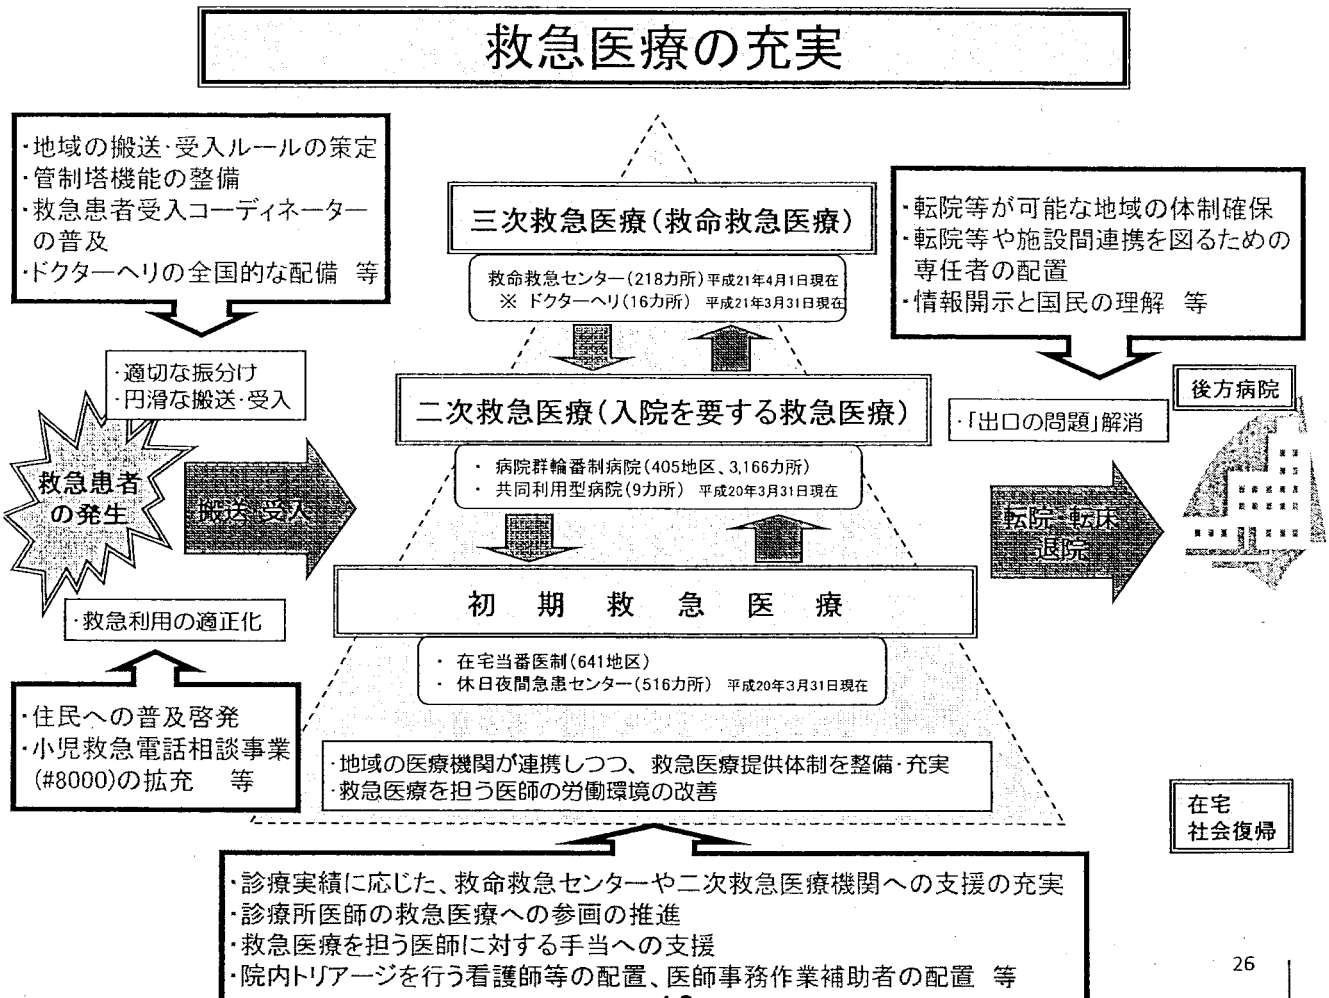 救急医療の充実
・地域の搬送・受入ルールの策定
・管制塔機能の整備
・救急患者受入コーディネーター
の普及
・ドクターヘリの全国的な配備 等
・適切な振分け
・円滑な搬送・受入
救急患者
の発生
搬送・受入
・救急利用の適正化
・住民への普及啓発
・小児救急電話相談事業
(#8000)の拡充 等
三次救急医療(救命救急医療)
救命救急センター(218カ所) 平成21年4月1日現在
※ ドクターヘリ(16カ所) 平成21年3月31日現在
二次救急医療(入院を要する救急医療)
・ 病院群輪番制病院(405地区、3,166カ所)
・ 共同利用型病院(9カ所) 平成20年3月31日現在
初期救急医療
・ 在宅当番医制(641地区)
・ 休日夜間急患センター(516カ所) 平成20年3月31日現在
・地域の医療機関が連携しつつ、救急医療提供体制を整備・充実
・救急医療を担う医師の労働環境の改善
・診療実績に応じた、救命救急センターや二次救急医療機関への支援の充実
・診療所医師の救急医療への参画の推進
・救急医療を担う医師に対する手当への支援
・院内トリアージを行う看護師等の配置、医師事務作業補助者の配置 等
・転院等が可能な地域の体制確保
・転院等や施設間連携を図るための
専任者の配置
・情報開示と国民の理解 等
・「出口の問題」解消
後方病院
転院・転床
退院
在宅
社会復帰
26